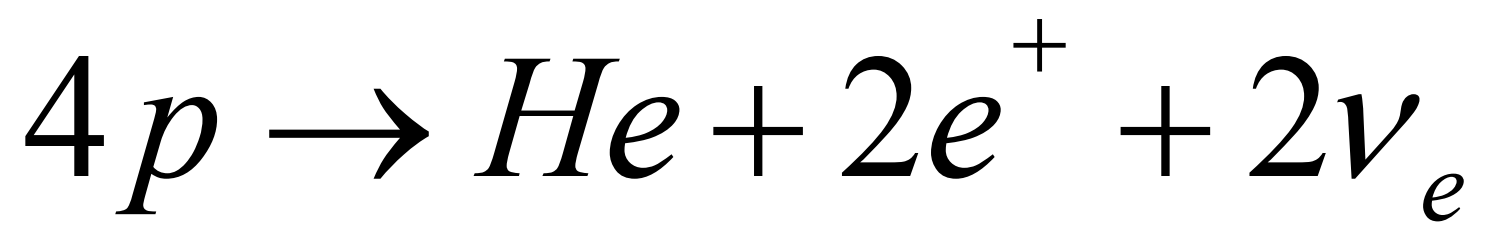 4p → He + 2e⁺ + 2νₑ